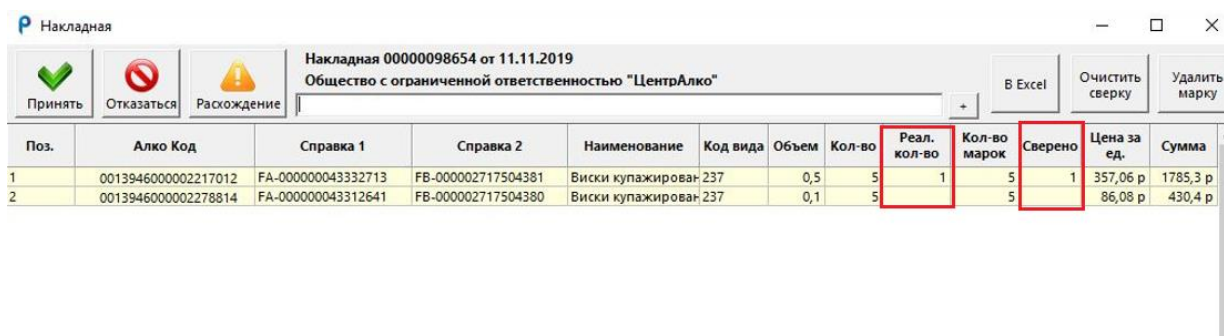 Накладная
Накладная 00000098654 от 11.11.2019
Общество с ограниченной ответственностью "ЦентрАлко"
Принять Отказаться Расхождение + В Excel Очистить сверку Удалить марку
Поз. Алко Код Справка 1 Справка 2 Наименование Код вида Объем Кол-во Реал. кол-во Кол-во марок Сверено Цена за ед. Сумма
1 0013946000002217012 FA-000000043332713 FB-000002717504381 Виски купажирован 237 0,5 5 1 5 1 357,06 р 1785,3 р
2 0013946000002278814 FA-000000043312641 FB-000002717504380 Виски купажирован 237 0,1 5 5 86,08 р 430,4 р